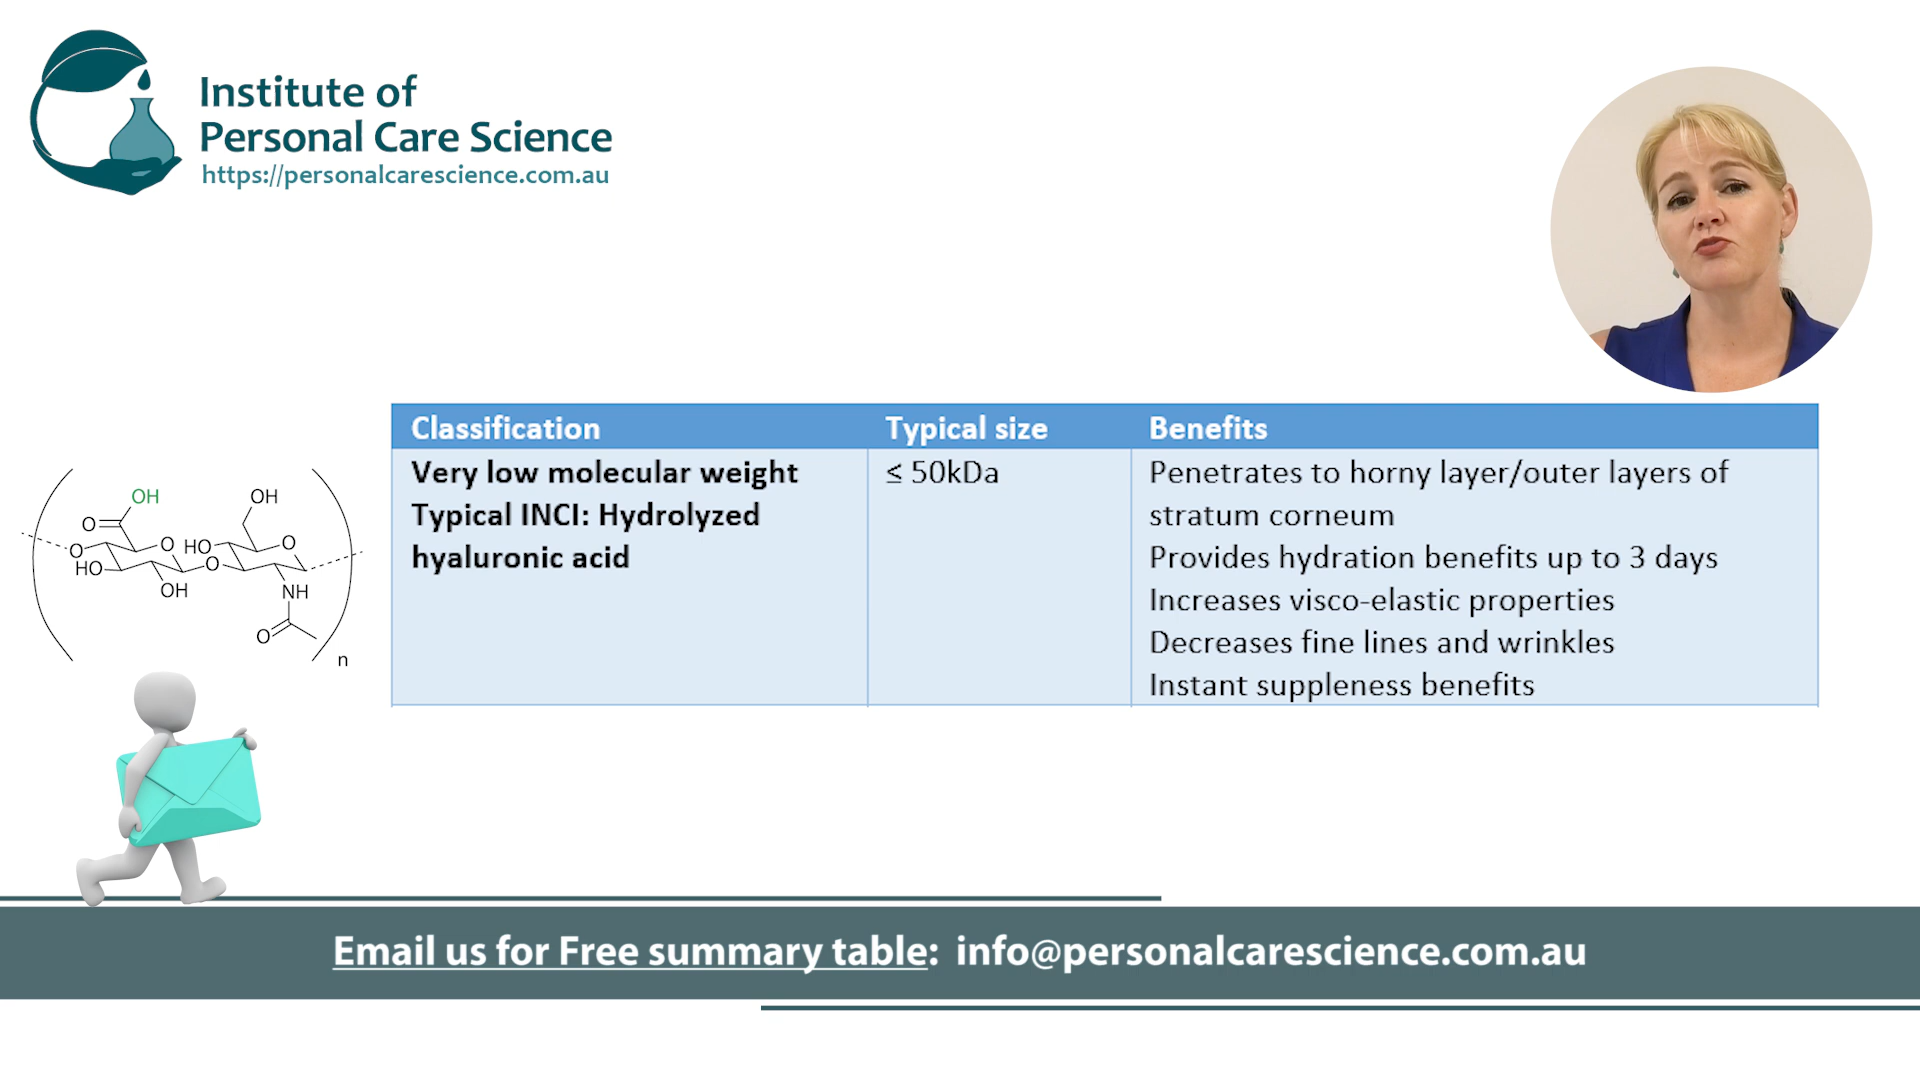 Institute of
Personal Care Science
https://personalcarescience.com.au
Classification
Typical size
Benefits
Very low molecular weight
Typical INCI: Hydrolyzed
hyaluronic acid
≤ 50kDa
Penetrates to horny layer/outer layers of
stratum corneum
Provides hydration benefits up to 3 days
Increases visco-elastic properties
Decreases fine lines and wrinkles
Instant suppleness benefits
OH
OH
O
O
O
HO
O
HO
O
OH
NH
O
n
Email us for Free summary table: info@personalcarescience.com.au